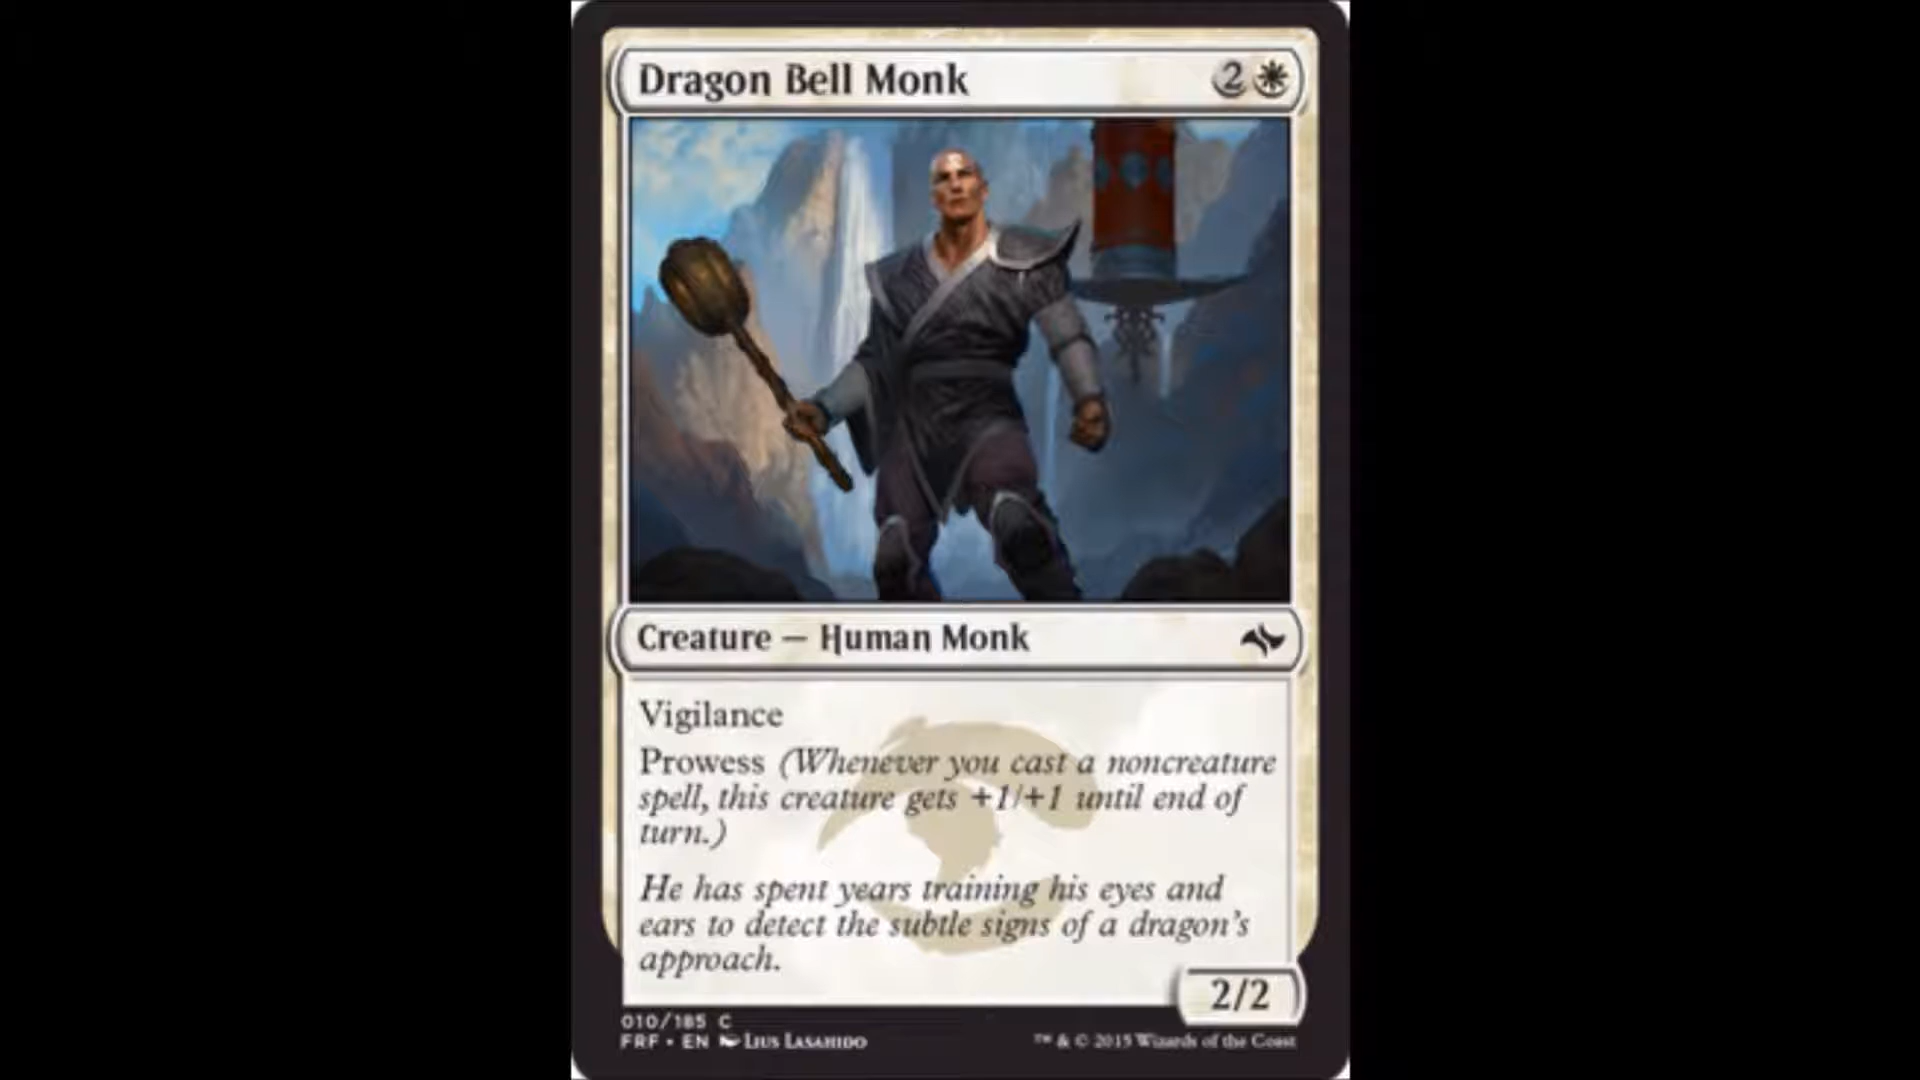 Dragon Bell Monk 2
Creature — Human Monk
Vigilance
Prowess (Whenever you cast a noncreature
spell, this creature gets +1/+1 until end of
turn.)
He has spent years training his eyes and
ears to detect the subtle signs of a dragon's
approach.
2/2
010/185 C
FRF • EN Lius Lasahido
™ & © 2015 Wizards of the Coast